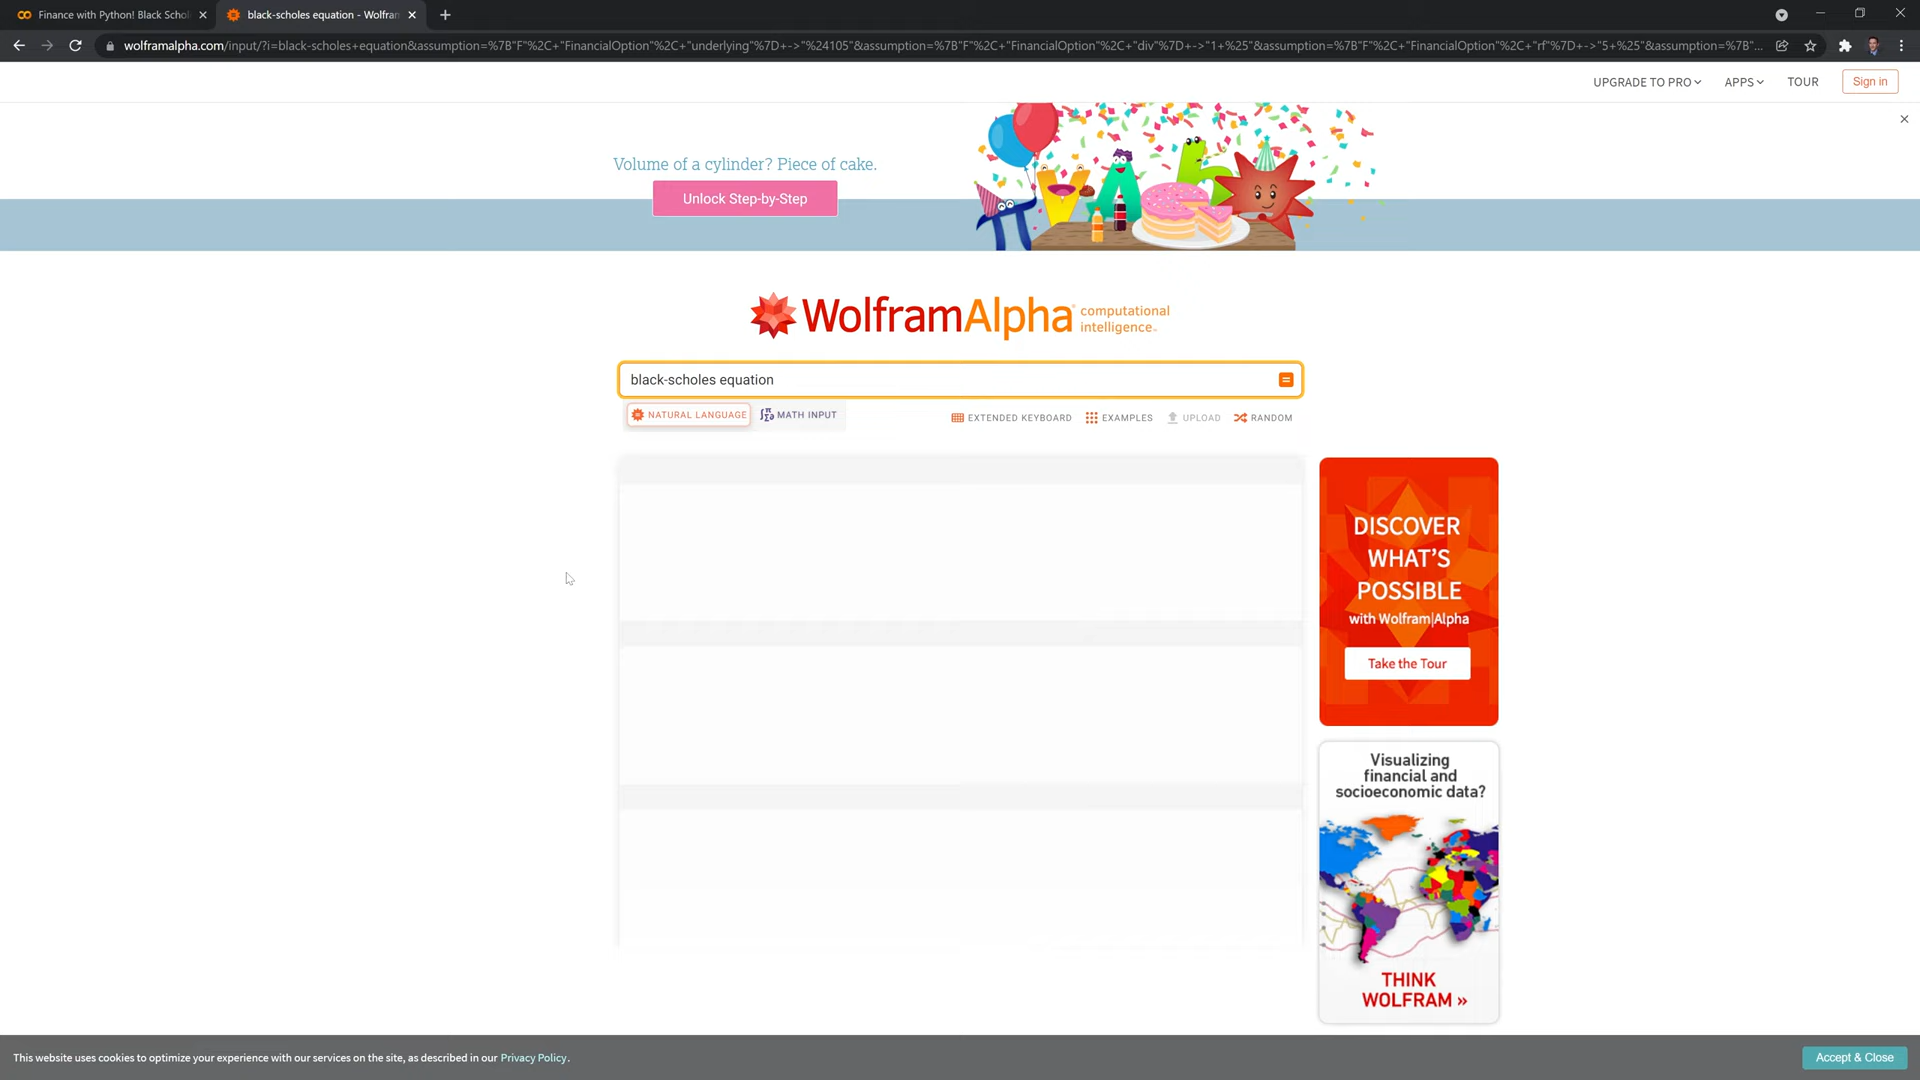 Finance with Python! Black Schol
black-scholes equation - Wolfram
wolframalpha.com/input/?i=black-scholes+equation&assumption=%7B"F"%2C+"FinancialOption"%2C+"underlying"%7D+->"%24105"&assumption=%7B"F"%2C+"FinancialOption"%2C+"div"%7D+->"1+%25"&assumption=%7B"F"%2C+"FinancialOption"%2C+"rf"%7D+->"5+%25"&assumption=%7B"...
UPGRADE TO PRO
APPS
TOUR
Sign in
Volume of a cylinder? Piece of cake.
Unlock Step-by-Step
WolframAlpha computational intelligence™
black-scholes equation
NATURAL LANGUAGE
MATH INPUT
EXTENDED KEYBOARD
EXAMPLES
UPLOAD
RANDOM
DISCOVER
WHAT'S
POSSIBLE
with Wolfram|Alpha
Take the Tour
Visualizing
financial and
socioeconomic data?
THINK
WOLFRAM »
This website uses cookies to optimize your experience with our services on the site, as described in our Privacy Policy.
Accept & Close